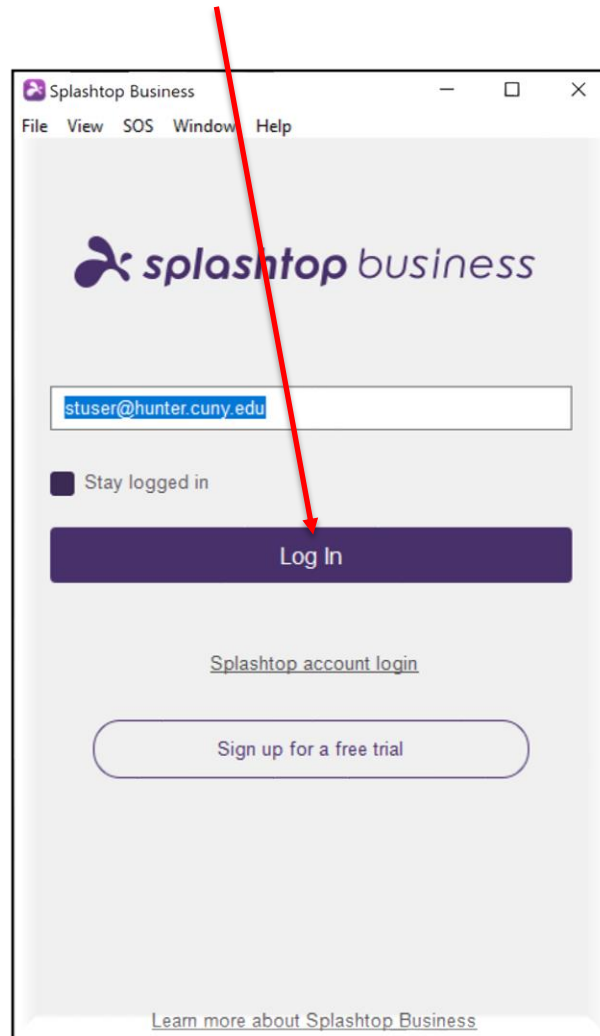 Splashtop Business
File View SOS Window Help
splashtop business
stuser@hunter.cuny.edu
Stay logged in
Log In
Splashtop account login
Sign up for a free trial
Learn more about Splashtop Business